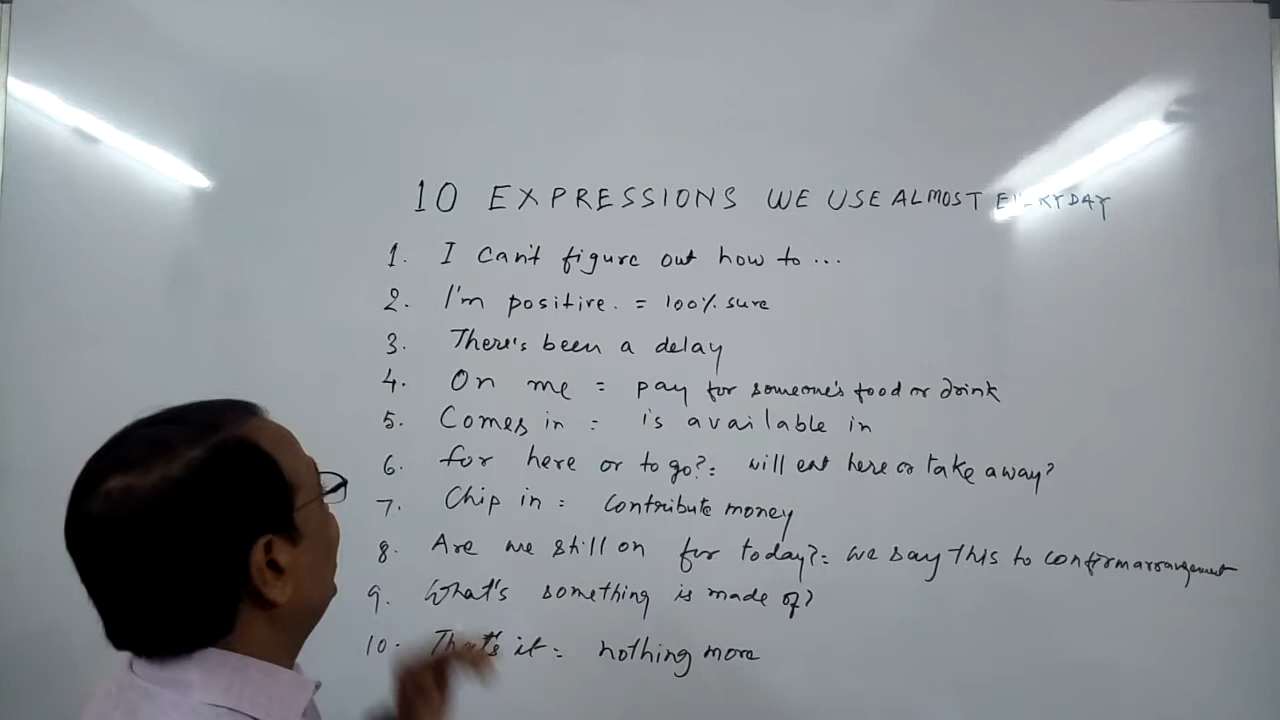 10 EXPRESSIONS WE USE ALMOST EVERYDAY
1. I can't figure out how to ...
2. I'm positive. = 100% sure
3. There's been a delay
4. On me = pay for someone's food or drink
5. Comes in = is available in
6. for here or to go? = will eat here or take away?
7. Chip in = contribute money
8. Are we still on for today? = we say this to confirm arrangement
9. What's something is made of?
10. That's it = nothing more